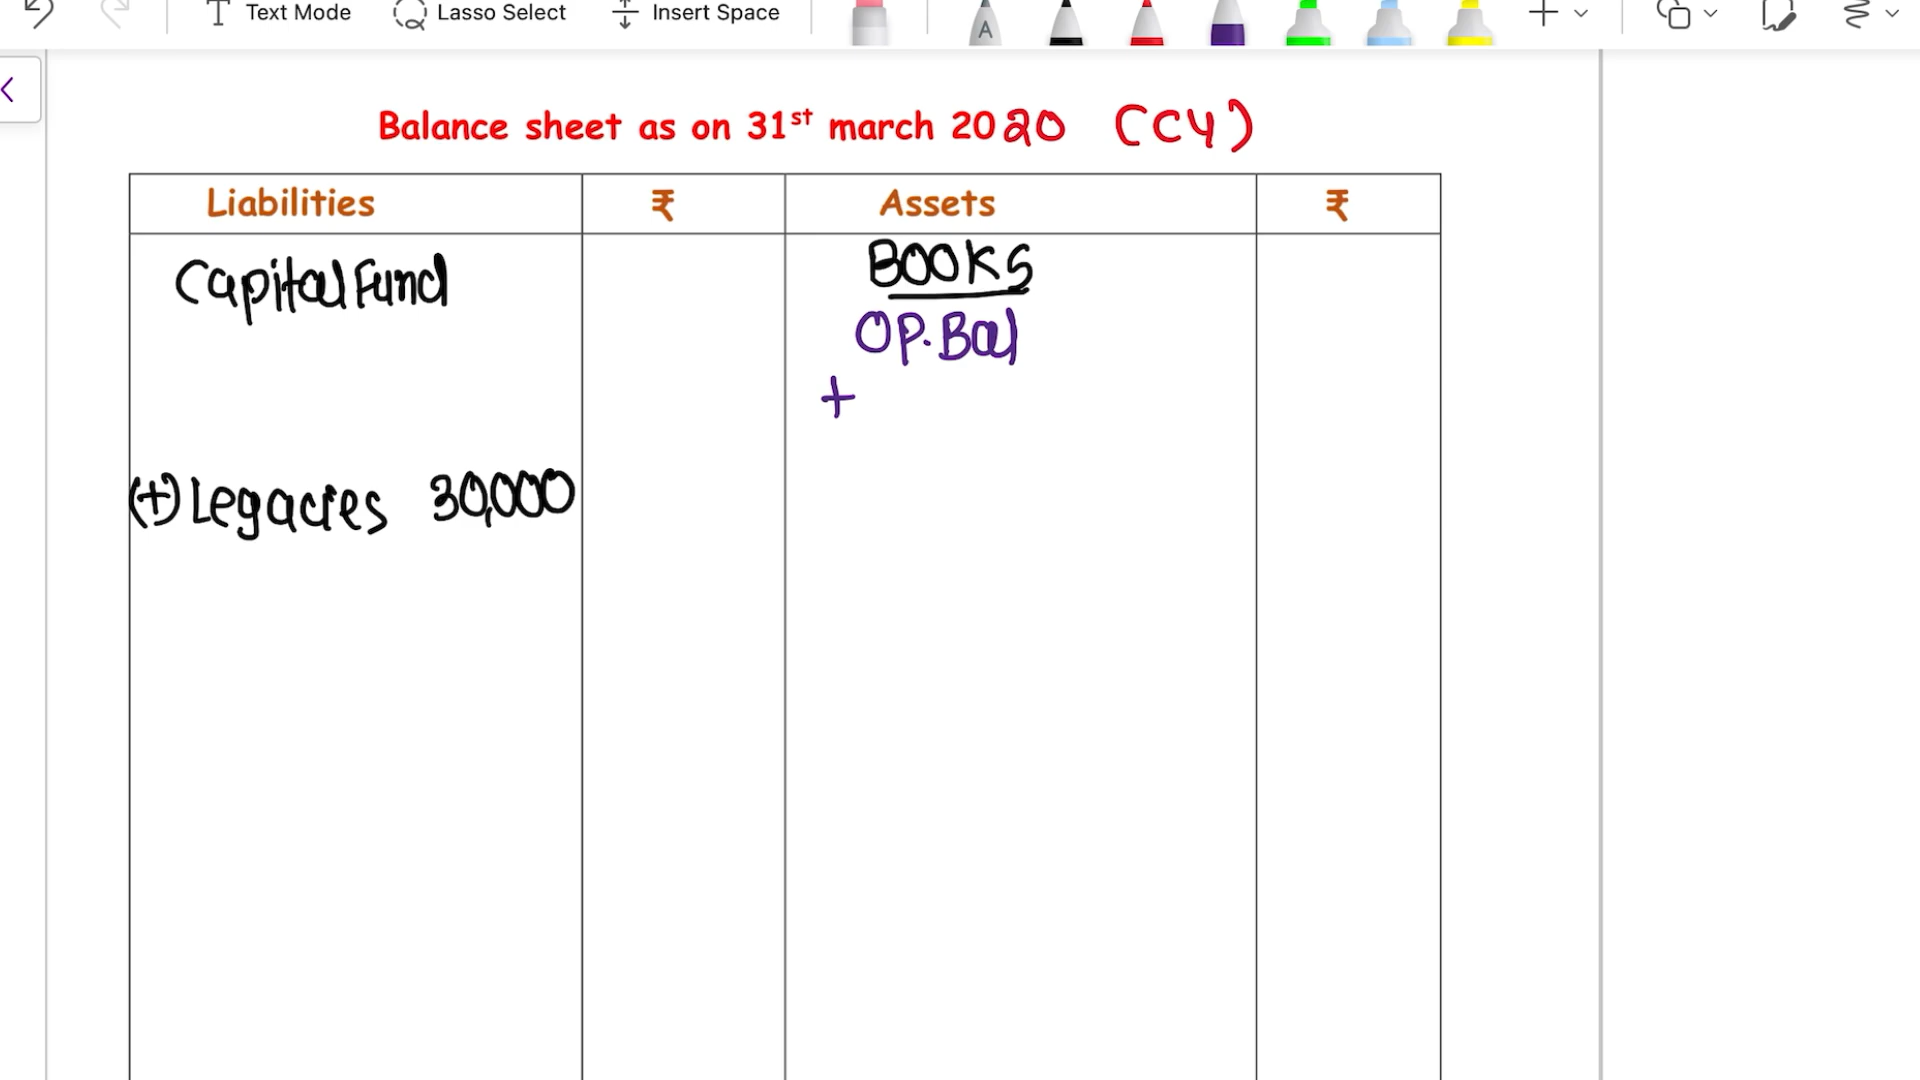 Text Mode Lasso Select Insert Space
A
Balance sheet as on 31st march 2020 (CY)
Liabilities ₹ Assets ₹
Capital Fund
BOOKS
OP. Bal
+
(+) Legacies 30,000